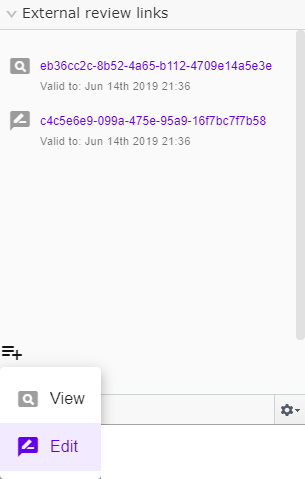 External review links
eb36cc2c-8b52-4a65-b112-4709e14a5e3e
Valid to: Jun 14th 2019 21:36
c4c5e6e9-099a-475e-95a9-16f7bc7f7b58
Valid to: Jun 14th 2019 21:36
View
Edit